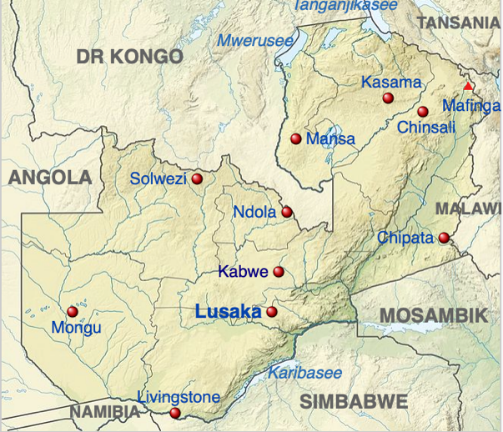 Tanganjikasee
TANSANIA
Mwerusee
DR KONGO
Kasama
Mafinga
Chinsali
Mansa
ANGOLA
Solwezi
MALAWI
Ndola
Chipata
Kabwe
Lusaka
MOSAMBIK
Mongu
Karibasee
Livingstone
SIMBABWE
NAMIBIA